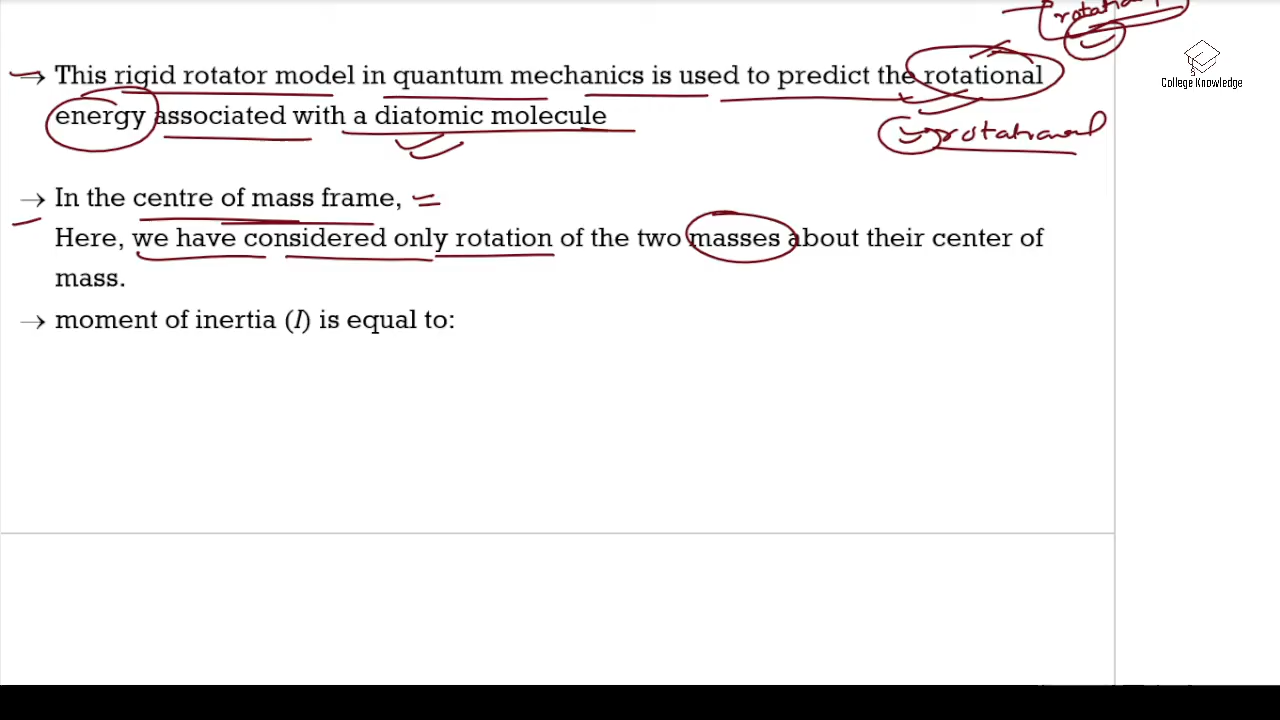 rotational
→ This rigid rotator model in quantum mechanics is used to predict the rotational
College Knowledge
energy associated with a diatomic molecule
rotational
→ In the centre of mass frame, =
Here, we have considered only rotation of the two masses about their center of
mass.
→ moment of inertia (I) is equal to: